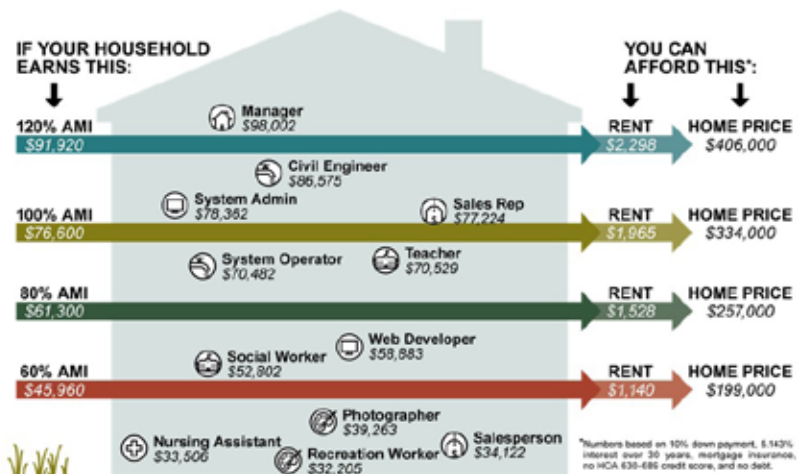 IF YOUR HOUSEHOLD
EARNS THIS:
YOU CAN
AFFORD THIS*:
Manager
$98,002
120% AMI
RENT
HOME PRICE
$91,920
$2,298
$406,000
Civil Engineer
$86,575
System Admin
$78,362
Sales Rep
$77,224
100% AMI
RENT
HOME PRICE
$76,600
$1,965
$334,000
System Operator
$70,482
Teacher
$70,529
80% AMI
RENT
HOME PRICE
$61,300
$1,528
$257,000
Web Developer
$58,883
Social Worker
$52,802
60% AMI
RENT
HOME PRICE
$45,960
$1,140
$199,000
Photographer
$39,263
Nursing Assistant
$33,506
Recreation Worker
$32,205
Salesperson
$34,122
*Numbers based on 10% down payment, 5.143%
interest over 30 years, mortgage insurance,
no HOA 630-685 credit score, and no debt.